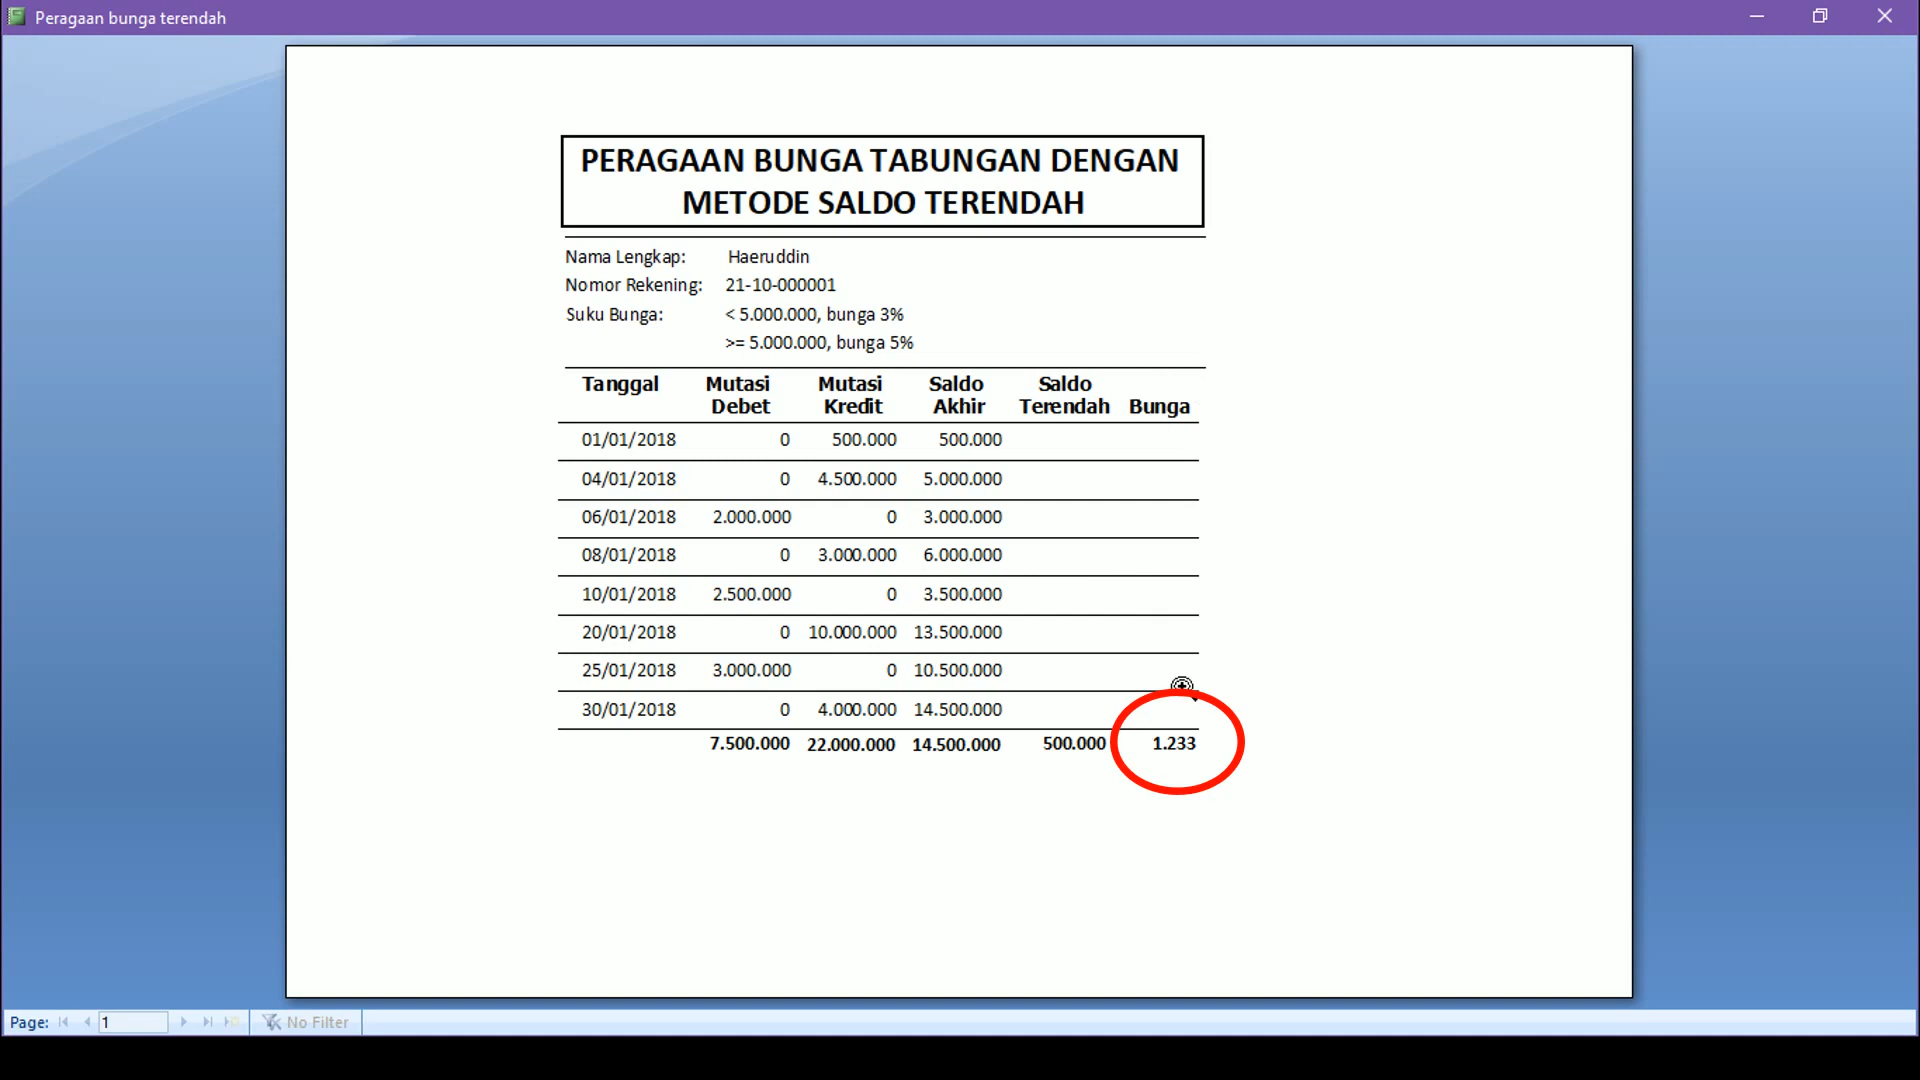 Peragaan bunga terendah
PERAGAAN BUNGA TABUNGAN DENGAN
METODE SALDO TERENDAH
Nama Lengkap: Haeruddin
Nomor Rekening: 21-10-000001
Suku Bunga: < 5.000.000, bunga 3%
>= 5.000.000, bunga 5%
Tanggal Mutasi Debet Mutasi Kredit Saldo Akhir Saldo Terendah Bunga
01/01/2018 0 500.000 500.000
04/01/2018 0 4.500.000 5.000.000
06/01/2018 2.000.000 0 3.000.000
08/01/2018 0 3.000.000 6.000.000
10/01/2018 2.500.000 0 3.500.000
20/01/2018 0 10.000.000 13.500.000
25/01/2018 3.000.000 0 10.500.000
30/01/2018 0 4.000.000 14.500.000
7.500.000 22.000.000 14.500.000 500.000 1.233
Page: 1 No Filter